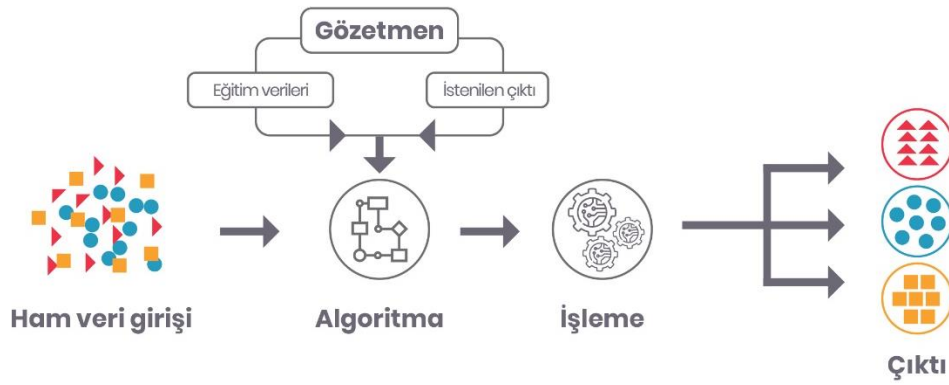 Gözetmen
Eğitim verileri
İstenilen çıktı
Ham veri girişi
Algoritma
İşleme
Çıktı